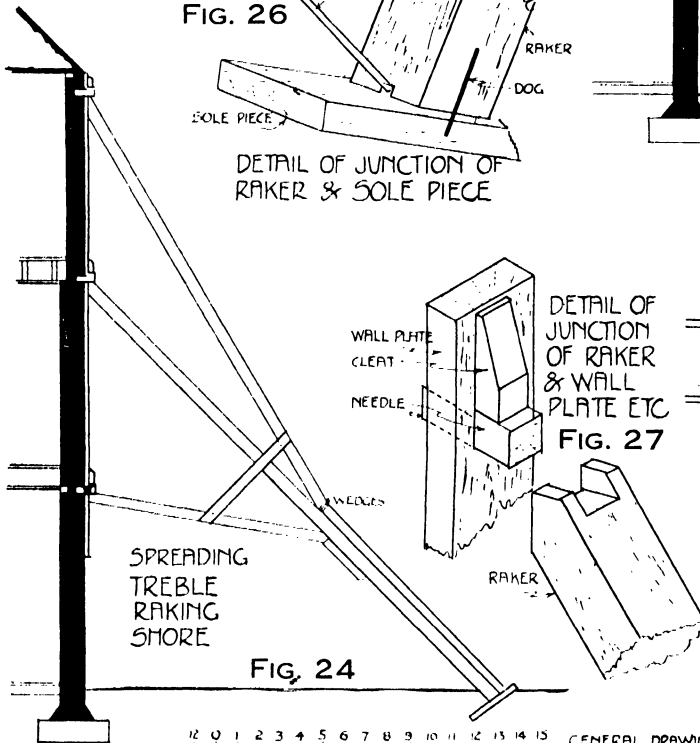 FIG. 26
RAKER
DOG
SOLE PIECE
DETAIL OF JUNCTION OF
RAKER & SOLE PIECE
WALL PLATE
CLEAT
NEEDLE
DETAIL OF
JUNCTION
OF RAKER
& WALL
PLATE ETC
FIG. 27
RAKER
WEDGES
SPREADING
TREBLE
RAKING
SHORE
FIG. 24
12 0 1 2 3 4 5 6 7 8 9 10 11 12 13 14 15
GENERAL DRAWIN